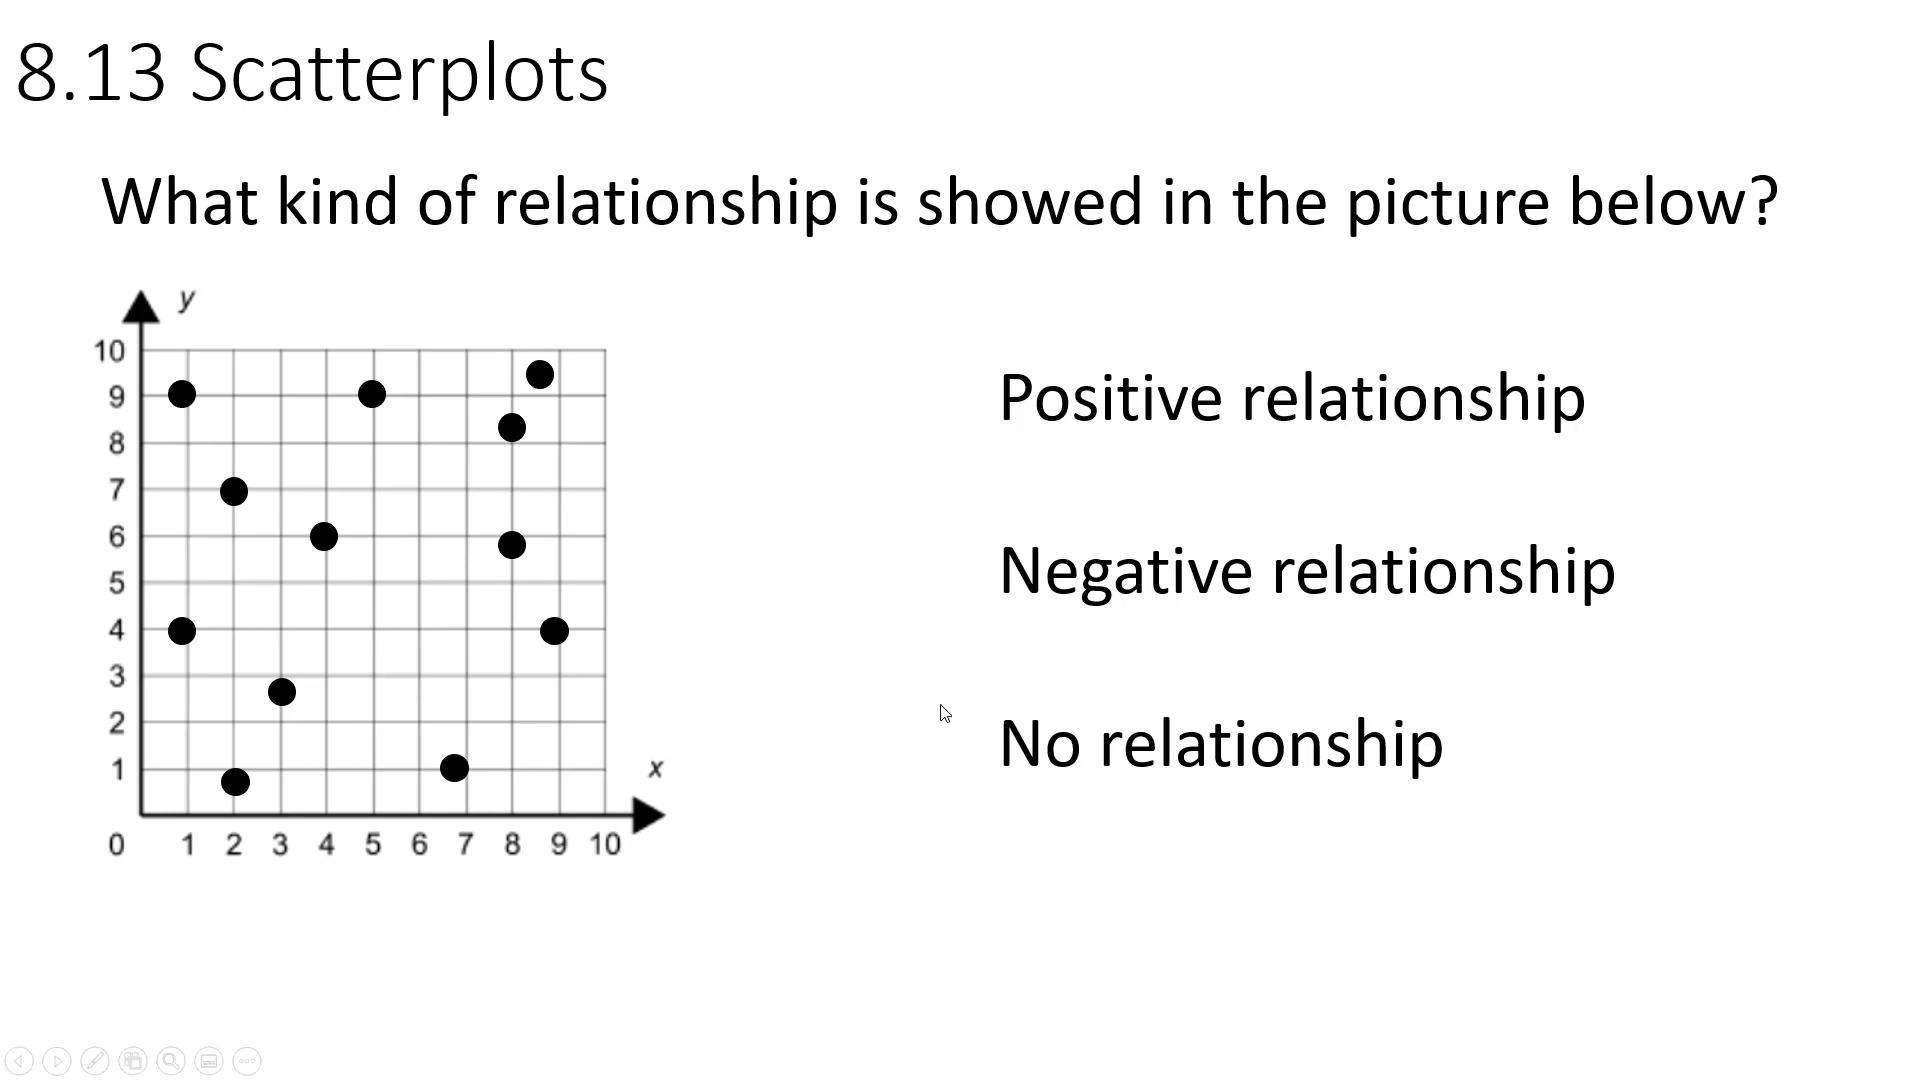 8.13 Scatterplots
What kind of relationship is showed in the picture below?
y
10
9
8
7
6
5
4
3
2
1
x
0 1 2 3 4 5 6 7 8 9 10
Positive relationship
Negative relationship
No relationship